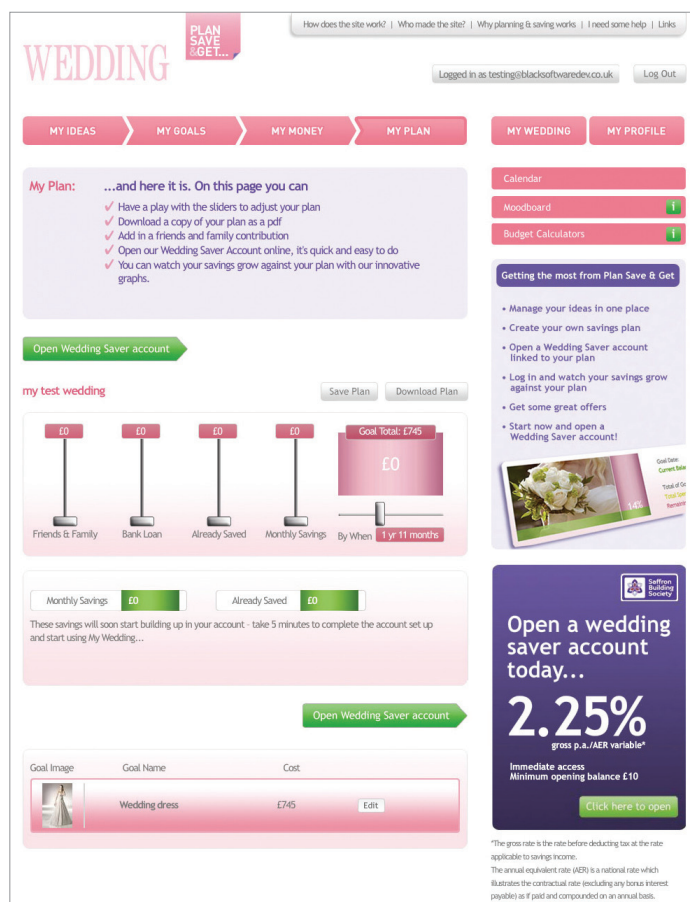 How does the site work? | Who made the site? | Why planning & saving works | I need some help | Links
WEDDING
PLAN
SAVE
&GET...
Logged in as testing@blacksoftwaredev.co.uk
Log Out
MY IDEAS
MY GOALS
MY MONEY
MY PLAN
MY WEDDING
MY PROFILE
My Plan:
...and here it is. On this page you can
Have a play with the sliders to adjust your plan
Download a copy of your plan as a pdf
Add in a friends and family contribution
Open our Wedding Saver Account online, it's quick and easy to do
You can watch your savings grow against your plan with our innovative
graphs.
Calendar
Moodboard
i
Budget Calculators
i
Getting the most from Plan Save & Get
• Manage your ideas in one place
• Create your own savings plan
• Open a Wedding Saver account
linked to your plan
• Log in and watch your savings grow
against your plan
• Get some great offers
• Start now and open a
Wedding Saver account!
Goal Date:
Current Balan
Total of Go
Total Spe
Remaini
14%
Open Wedding Saver account
my test wedding
Save Plan
Download Plan
£0
£0
£0
£0
Goal Total: £745
£0
Friends & Family
Bank Loan
Already Saved
Monthly Savings
By When
1 yr 11 months
Monthly Savings
£0
Already Saved
£0
These savings will soon start building up in your account - take 5 minutes to complete the account set up
and start using My Wedding...
Open Wedding Saver account
Goal Image
Goal Name
Cost
Wedding dress
£745
Edit
Saffron
Building
Society
Open a wedding
saver account
today...
2.25%
gross p.a./AER variable*
Immediate access
Minimum opening balance £10
Click here to open
*The gross rate is the rate before deducting tax at the rate
applicable to savings income.
The annual equivalent rate (AER) is a national rate which
illustrates the contractual rate (excluding any bonus interest
payable) as if paid and compounded on an annual basis.